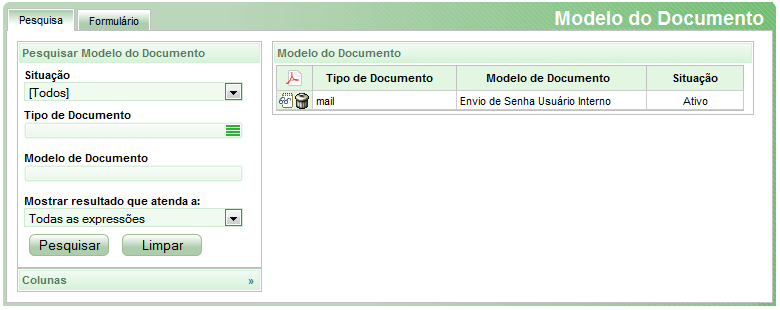 Pesquisa
Formulário
Modelo do Documento
Pesquisar Modelo do Documento
Situação
[Todos]
Tipo de Documento
Modelo de Documento
Mostrar resultado que atenda a:
Todas as expressões
Pesquisar
Limpar
Colunas »
Modelo do Documento
Tipo de Documento Modelo de Documento Situação
mail Envio de Senha Usuário Interno Ativo